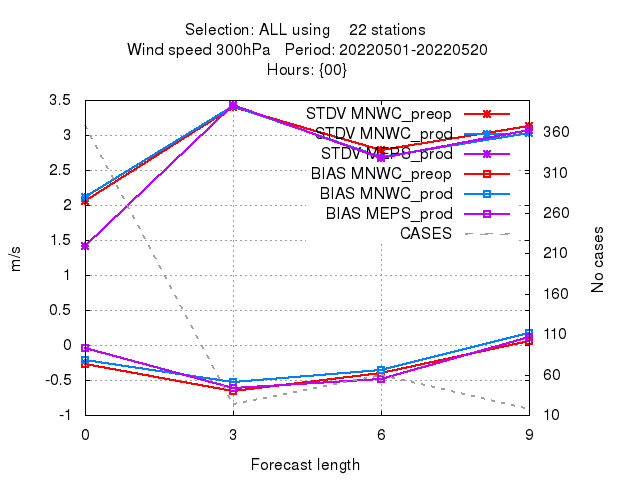 Selection: ALL using 22 stations
Wind speed 300hPa Period: 20220501-20220520
Hours: {00}
3.5
3
2.5
2
1.5
1
0.5
0
-0.5
-1
m/s
STDV MNWC_preop
STDV MNWC_prod
STDV MEPS_prod
BIAS MNWC_preop
BIAS MNWC_prod
BIAS MEPS_prod
CASES
360
310
260
210
160
110
60
10
No cases
0 3 6 9
Forecast length